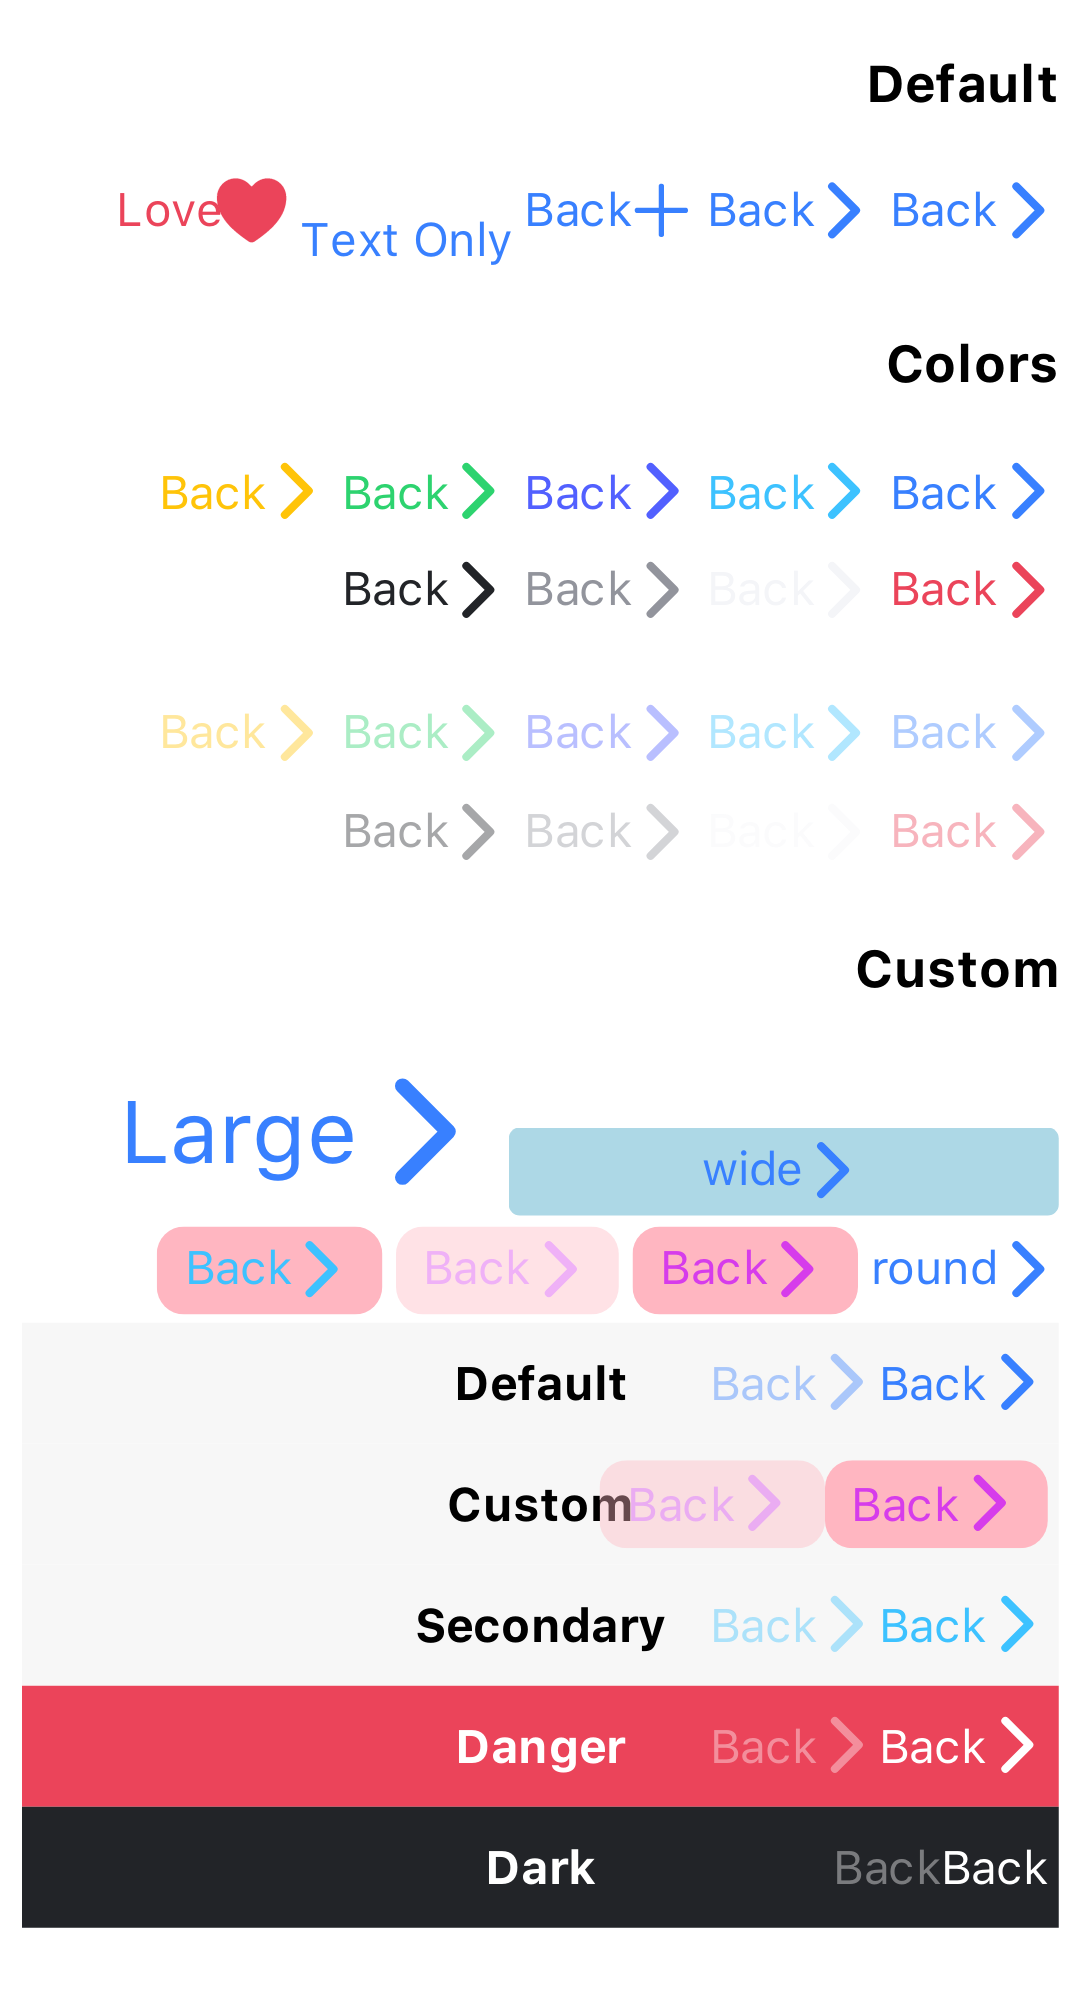 Default
Love Text Only Back Back Back
Colors
Back Back Back Back Back
Back Back Back Back
Back Back Back Back Back
Back Back Back Back
Custom
Large
wide
Back Back Back round
Default Back Back
Custom Back Back
Secondary Back Back
Danger Back Back
Dark Back Back